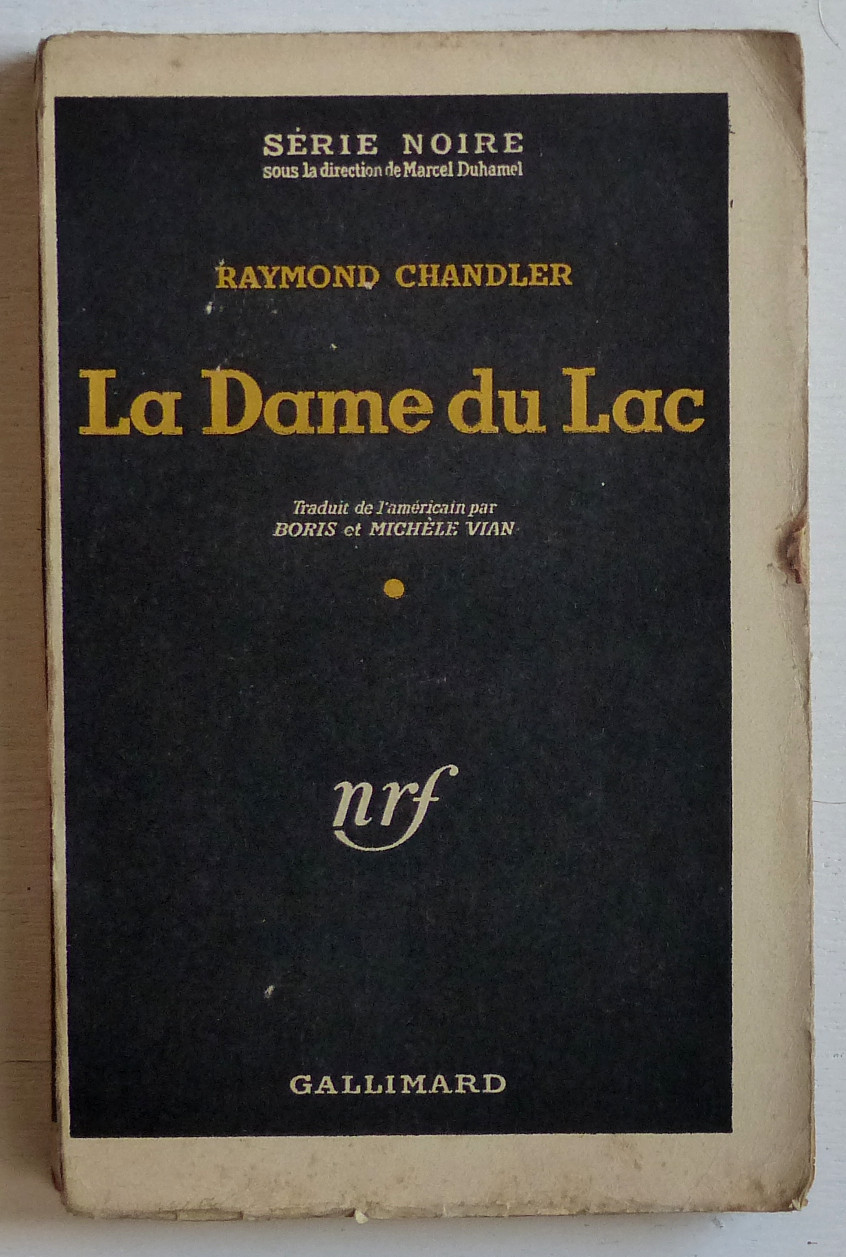 SÉRIE NOIRE
sous la direction de Marcel Duhamel
RAYMOND CHANDLER
La Dame du Lac
Traduit de l'américain par
BORIS et MICHÈLE VIAN
nrf
GALLIMARD